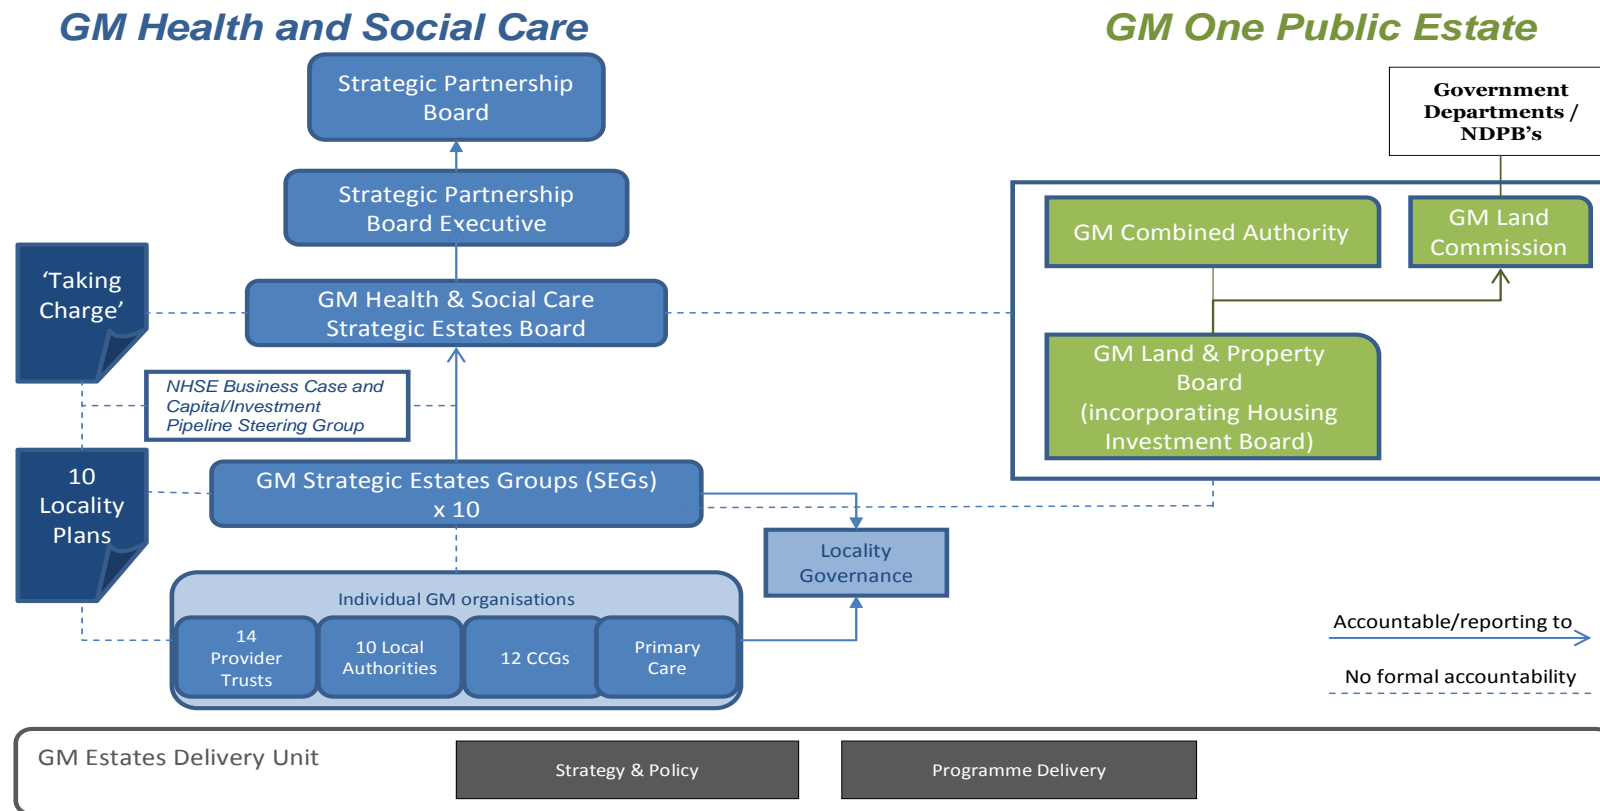 GM Health and Social Care
GM One Public Estate
Strategic Partnership
Board
Government
Departments /
NDPB's
Strategic Partnership
Board Executive
GM Combined Authority
GM Land
Commission
‘Taking
Charge’
GM Health & Social Care
Strategic Estates Board
GM Land & Property
Board
(incorporating Housing
Investment Board)
NHSE Business Case and
Capital/Investment
Pipeline Steering Group
10
Locality
Plans
GM Strategic Estates Groups (SEGs)
x 10
Locality
Governance
Individual GM organisations
14
Provider
Trusts
10 Local
Authorities
12 CCGs
Primary
Care
Accountable/reporting to
No formal accountability
GM Estates Delivery Unit
Strategy & Policy
Programme Delivery